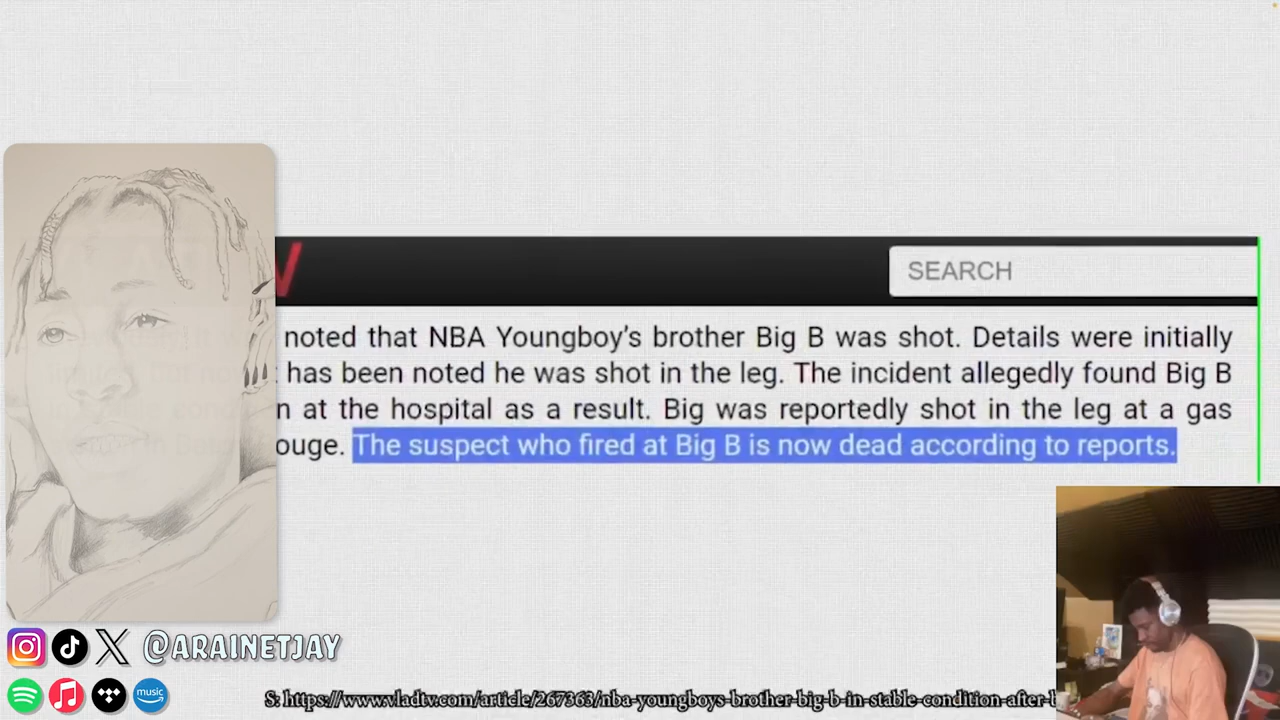 V
SEARCH
noted that NBA Youngboy's brother Big B was shot. Details were initially
has been noted he was shot in the leg. The incident allegedly found Big B
at the hospital as a result. Big was reportedly shot in the leg at a gas
ouge. The suspect who fired at Big B is now dead according to reports.
@ARAINETJAY
music
S: https://www.vladtv.com/article/267363/nba-youngboys-brother-big-b-in-stable-condition-after-b